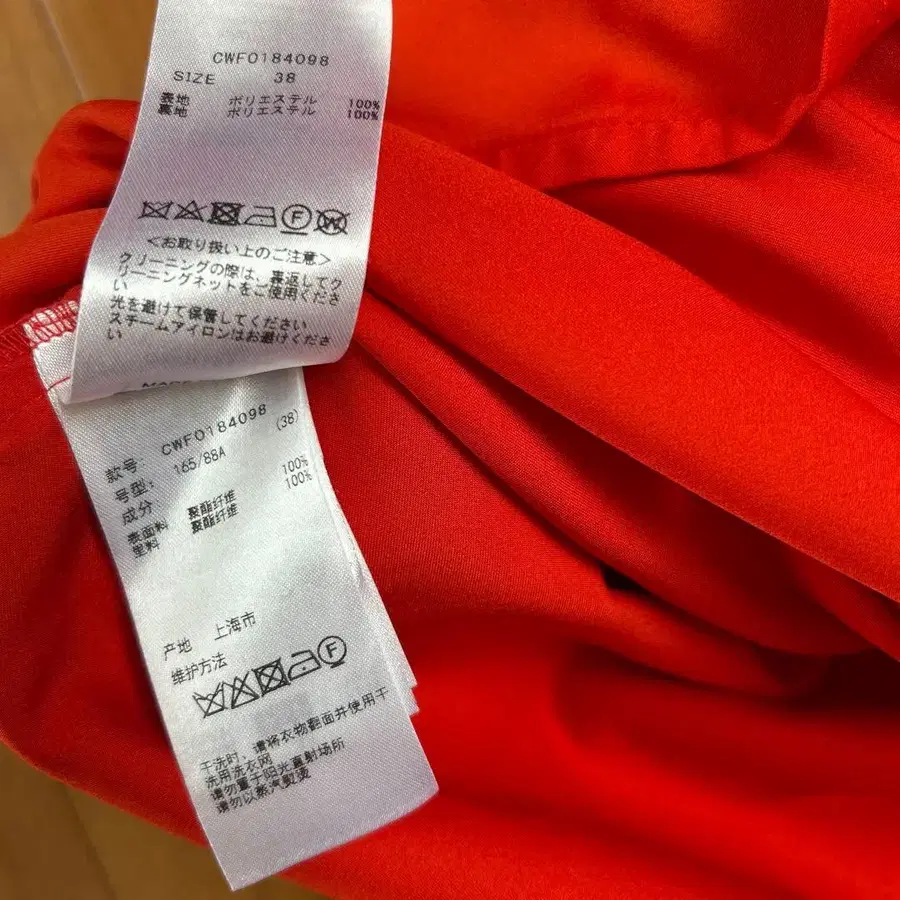 CWF0184098
SIZE 38
表地 ポリエステル 100%
裏地 ポリエステル 100%
F W
<お取り扱い上のご注意>
クリーニングの際は、裏返してク
リーニングネットをご使用くださ
い
光を避けて保管してください
スチームアイロンはお避けくださ
い
款号: CWF0184098
号型: 165/88A (38)
成分
表面料 聚酯纤维 100%
里料 聚酯纤维 100%
产地 上海市
维护方法
F
干洗时, 请将衣物翻面并使用干
洗用洗衣网
请勿置于阳光直射场所
请勿以蒸汽熨烫